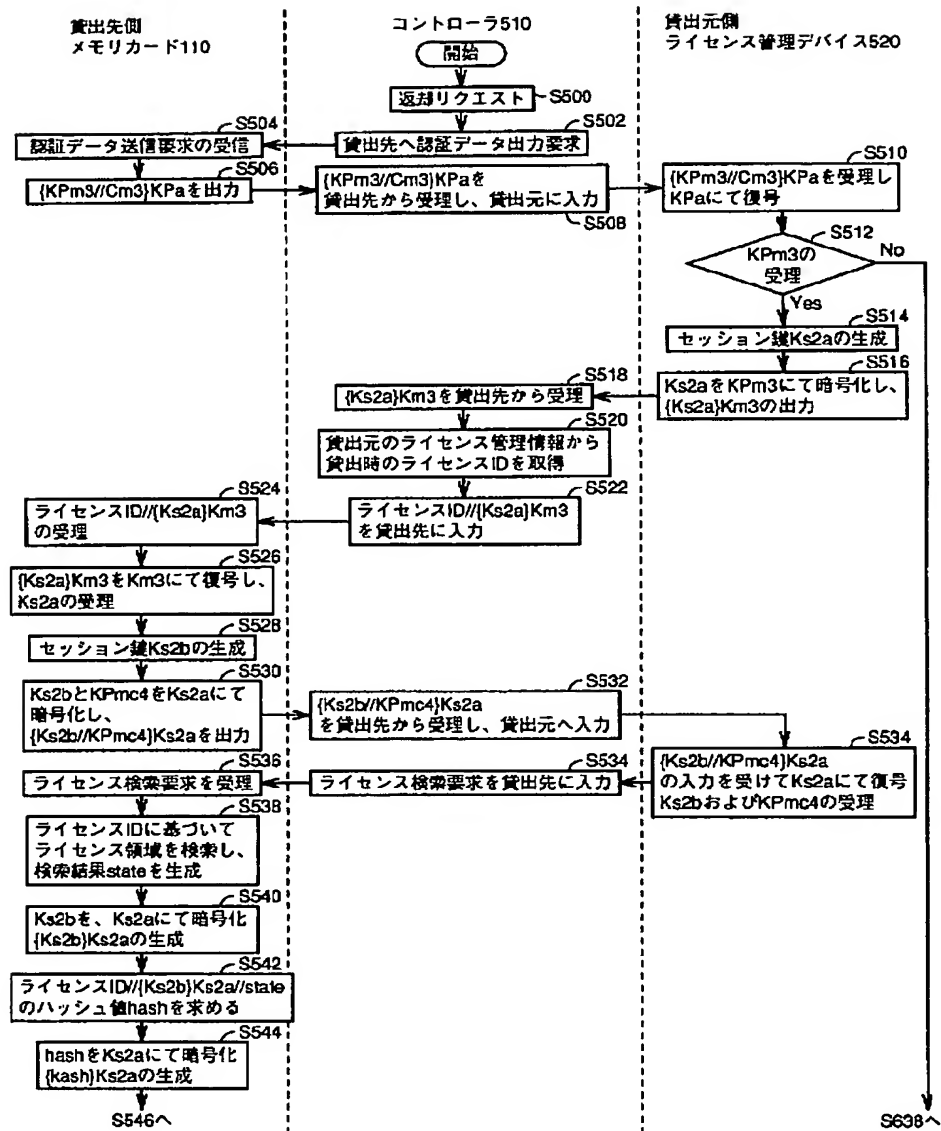 貸出先側
メモリカード110
コントローラ510
貸出元側
ライセンス管理デバイス520
開始
返却リクエスト
S500
貸出先へ認証データ出力要求
S502
認証データ送信要求の受信
S504
{KPm3//Cm3}KPaを出力
S506
{KPm3//Cm3}KPaを
貸出先から受理し、貸出元に入力
S508
{KPm3//Cm3}KPaを受理し
KPaにて復号
S510
KPm3の
受理
S512
No
Yes
セッション鍵Ks2aの生成
S514
Ks2aをKPm3にて暗号化し、
{Ks2a}Km3の出力
S516
{Ks2a}Km3を貸出先から受理
S518
貸出元のライセンス管理情報から
貸出時のライセンスIDを取得
S520
ライセンスID//{Ks2a}Km3
を貸出先に入力
S522
ライセンスID//{Ks2a}Km3
の受理
S524
{Ks2a}Km3をKm3にて復号し、
Ks2aの受理
S526
セッション鍵Ks2bの生成
S528
Ks2bとKPmc4をKs2aにて
暗号化し、
{Ks2b//KPmc4}Ks2aを出力
S530
{Ks2b//KPmc4}Ks2a
を貸出先から受理し、貸出元へ入力
S532
{Ks2b//KPmc4}Ks2a
の入力を受けてKs2aにて復号
Ks2bおよびKPmc4の受理
S534
ライセンス検索要求を貸出先に入力
S534
ライセンス検索要求を受理
S536
ライセンスIDに基づいて
ライセンス領域を検索し、
検索結果stateを生成
S538
Ks2bを、Ks2aにて暗号化
{Ks2b}Ks2aの生成
S540
ライセンスID//{Ks2b}Ks2a//state
のハッシュ値hashを求める
S542
hashをKs2aにて暗号化
{kash}Ks2aの生成
S544
S546へ
S638へ